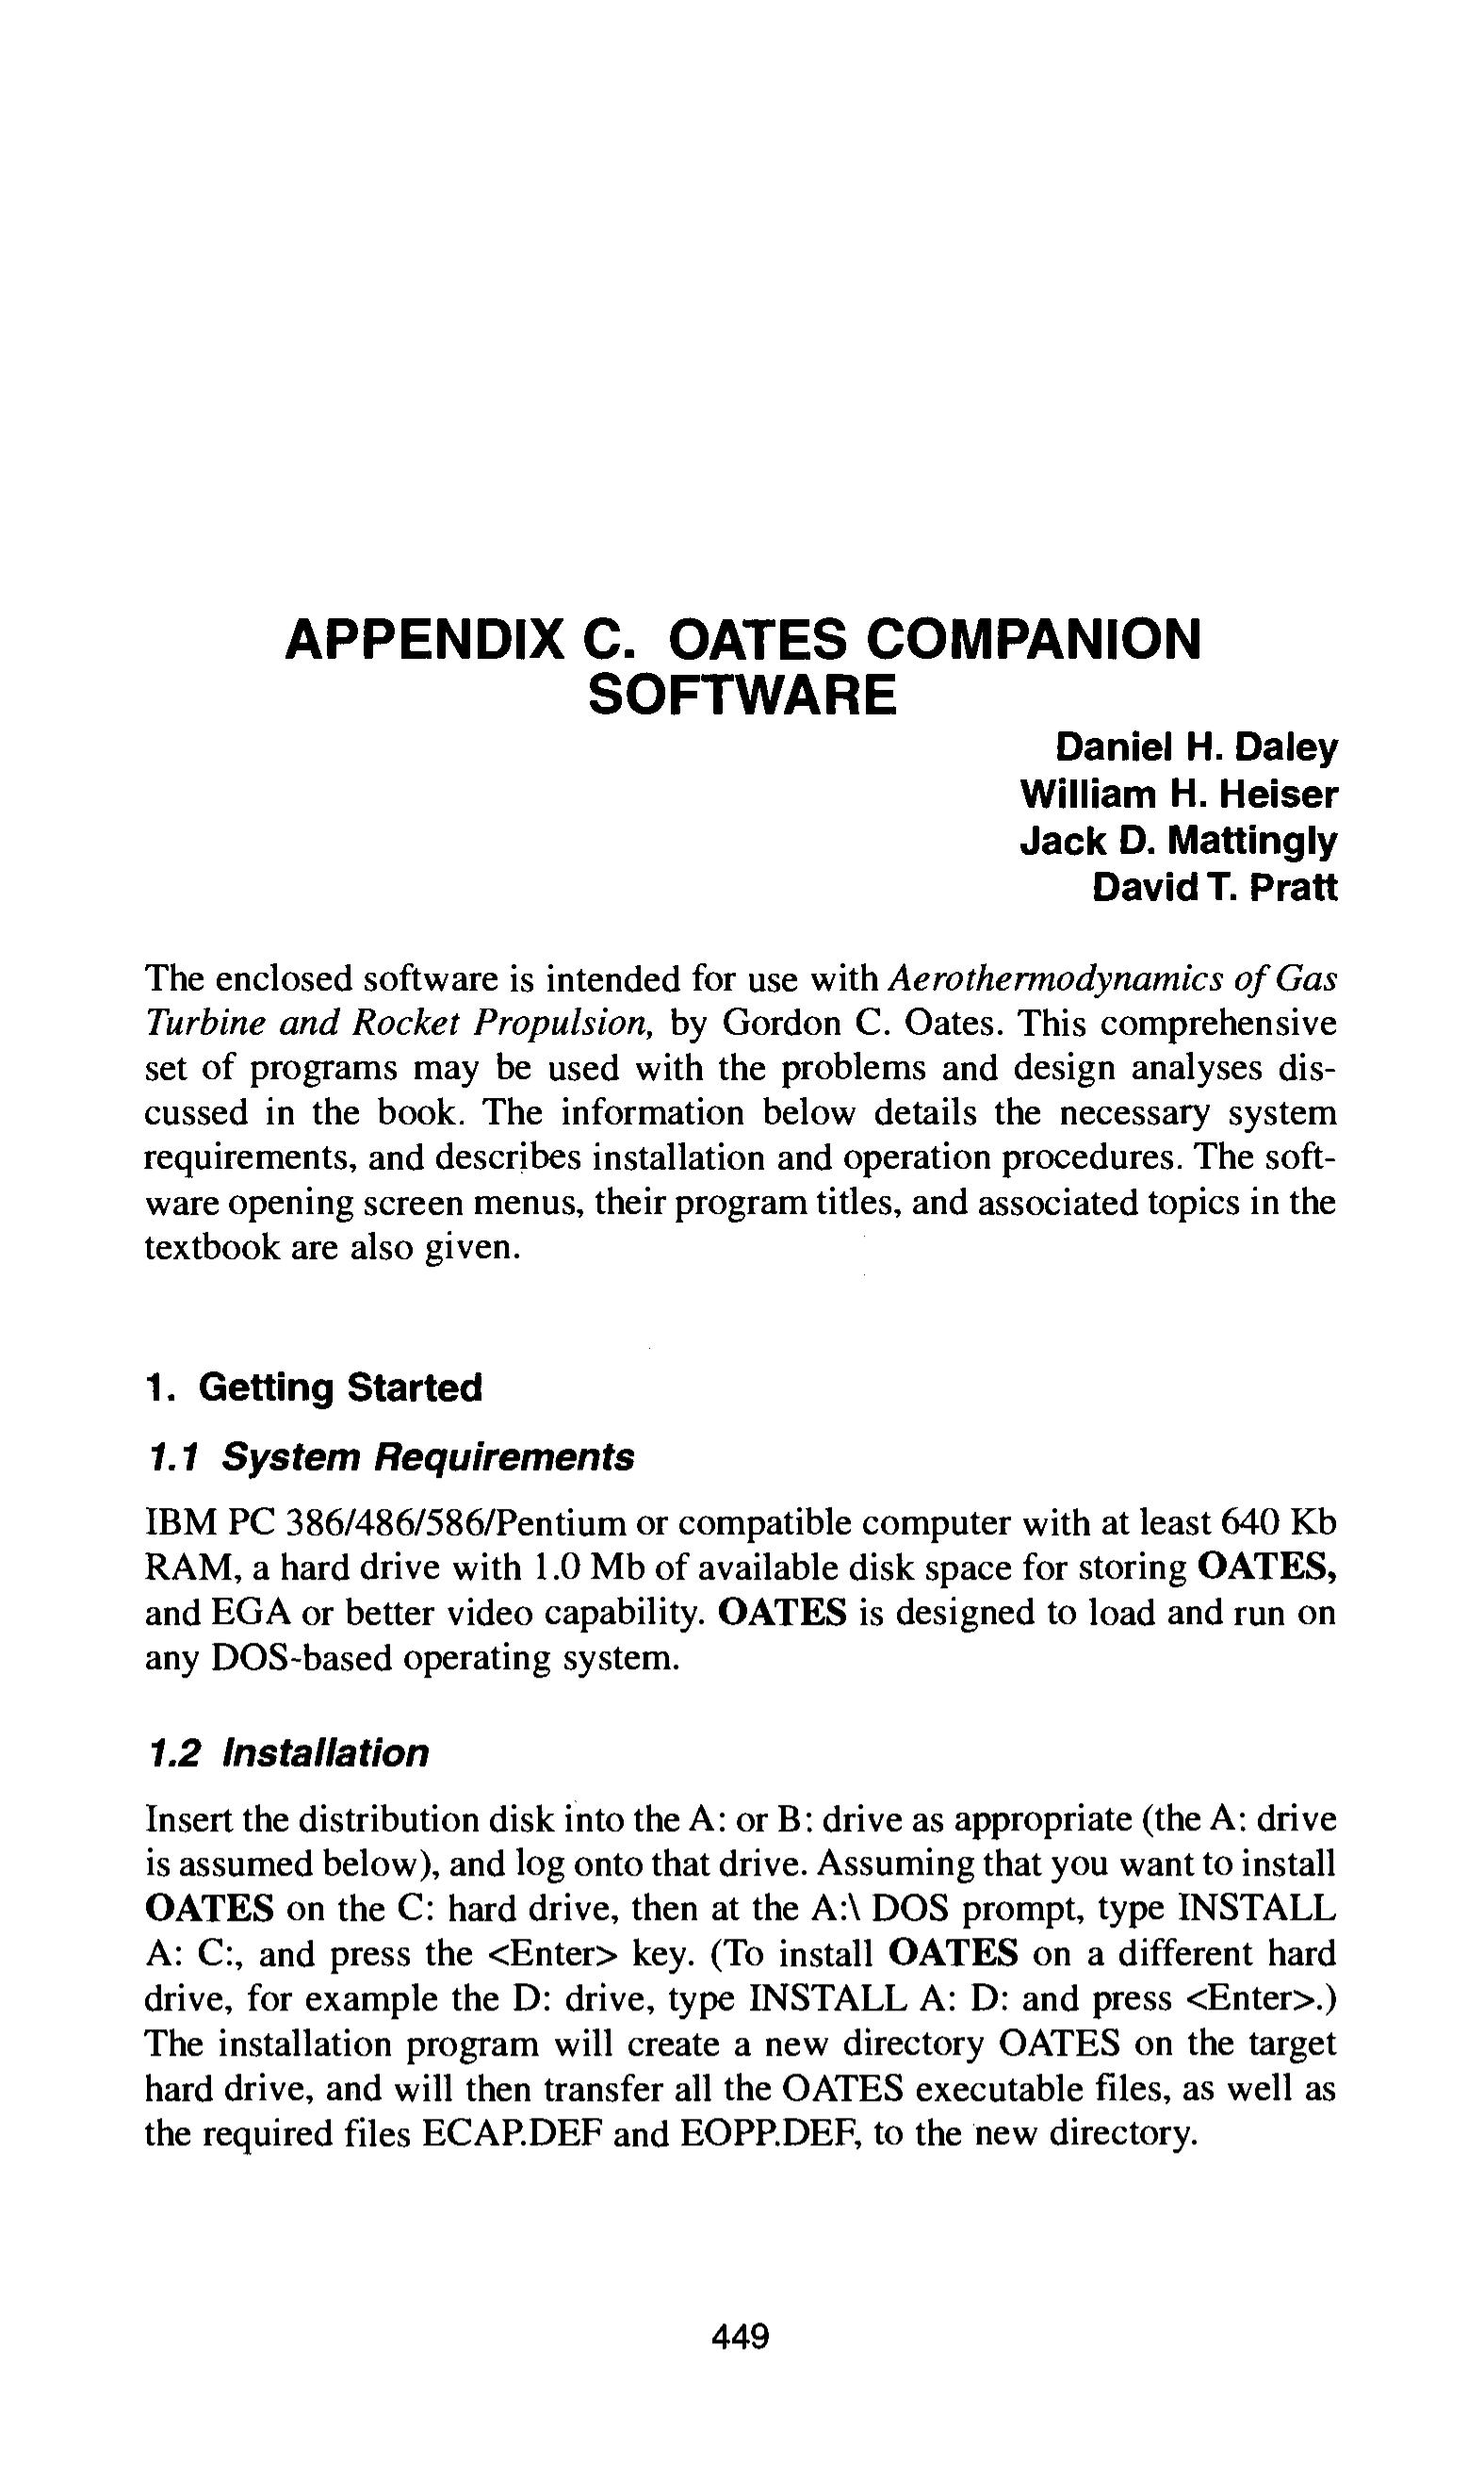 APPENDIX C. OATES COMPANION
SOFTWARE
Daniel H. Daley
William H. Heiser
Jack D. Mattingly
David T. Pratt
The enclosed software is intended for use with Aerothermodynamics of Gas
Turbine and Rocket Propulsion, by Gordon C. Oates. This comprehensive
set of programs may be used with the problems and design analyses dis-
cussed in the book. The information below details the necessary system
requirements, and describes installation and operation procedures. The soft-
ware opening screen menus, their program titles, and associated topics in the
textbook are also given.
1. Getting Started
1.1 System Requirements
IBM PC 386/486/586/Pentium or compatible computer with at least 640 Kb
RAM, a hard drive with 1.0 Mb of available disk space for storing OATES,
and EGA or better video capability. OATES is designed to load and run on
any DOS-based operating system.
1.2 Installation
Insert the distribution disk into the A: or B: drive as appropriate (the A: drive
is assumed below), and log onto that drive. Assuming that you want to install
OATES on the C: hard drive, then at the A:\ DOS prompt, type INSTALL
A: C:, and press the <Enter> key. (To install OATES on a different hard
drive, for example the D: drive, type INSTALL A: D: and press <Enter>.)
The installation program will create a new directory OATES on the target
hard drive, and will then transfer all the OATES executable files, as well as
the required files ECAP.DEF and EOPP.DEF, to the new directory.
449